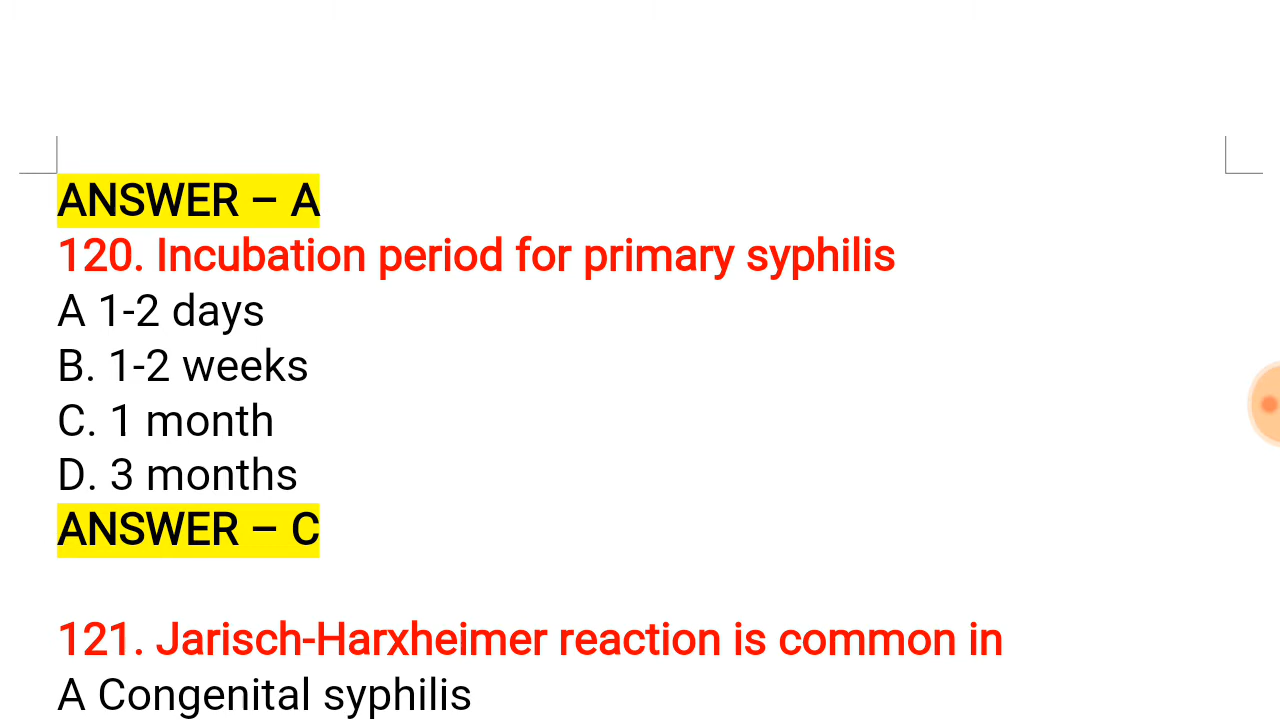 ANSWER – A
120. Incubation period for primary syphilis
A 1-2 days
B. 1-2 weeks
C. 1 month
D. 3 months
ANSWER – C
121. Jarisch-Harxheimer reaction is common in
A Congenital syphilis